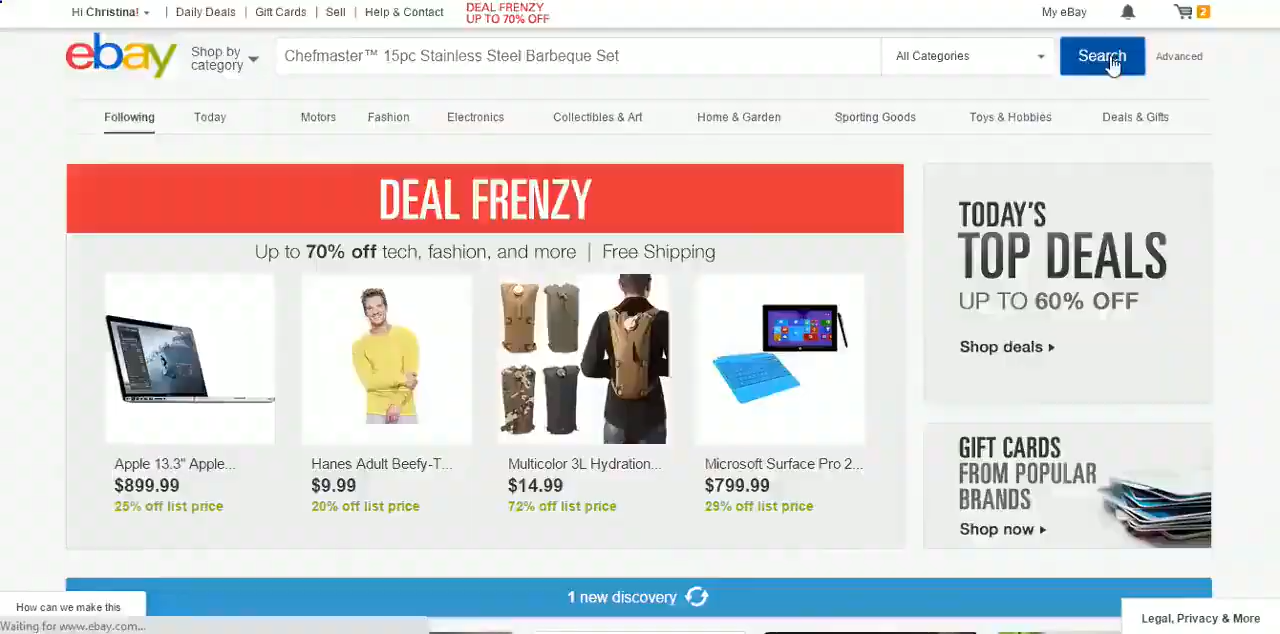 Hi Christina! | Daily Deals | Gift Cards | Sell | Help & Contact
DEAL FRENZY
UP TO 70% OFF
My eBay
2
ebay
Shop by
category
Chefmaster™ 15pc Stainless Steel Barbeque Set
All Categories
Search
Advanced
Following Today Motors Fashion Electronics Collectibles & Art Home & Garden Sporting Goods Toys & Hobbies Deals & Gifts
DEAL FRENZY
Up to 70% off tech, fashion, and more | Free Shipping
Apple 13.3" Apple...
$899.99
25% off list price
Hanes Adult Beefy-T...
$9.99
20% off list price
Multicolor 3L Hydration...
$14.99
72% off list price
Microsoft Surface Pro 2...
$799.99
29% off list price
TODAY'S
TOP DEALS
UP TO 60% OFF
Shop deals
GIFT CARDS
FROM POPULAR
BRANDS
Shop now
1 new discovery
How can we make this
Waiting for www.ebay.com...
Legal, Privacy & More